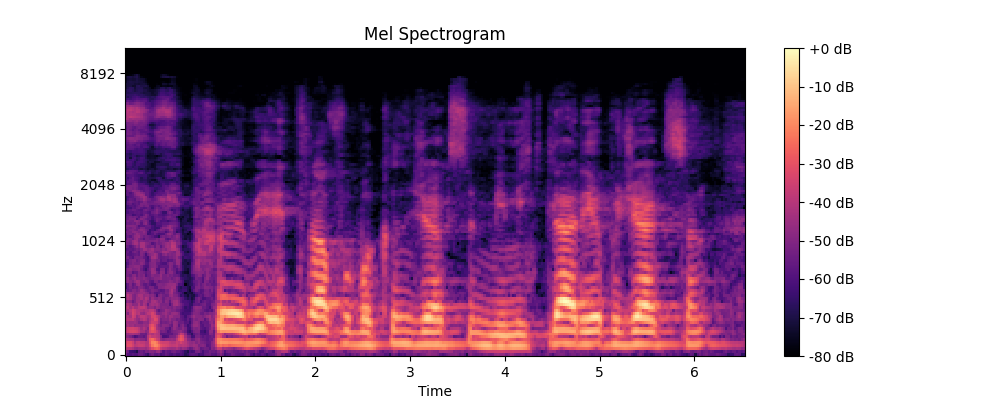 Mel Spectrogram
Hz
8192
4096
2048
1024
512
0
0 1 2 3 4 5 6
Time
+0 dB
-10 dB
-20 dB
-30 dB
-40 dB
-50 dB
-60 dB
-70 dB
-80 dB